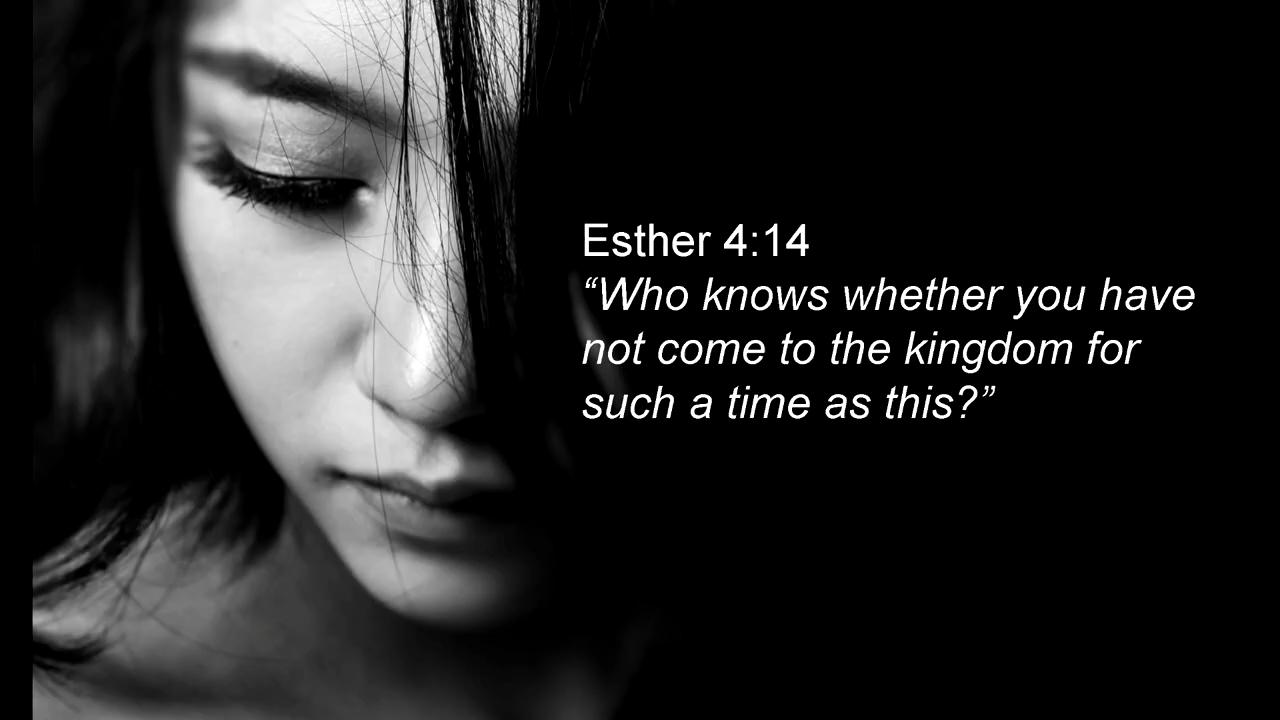 Esther 4:14
“Who knows whether you have
not come to the kingdom for
such a time as this?”